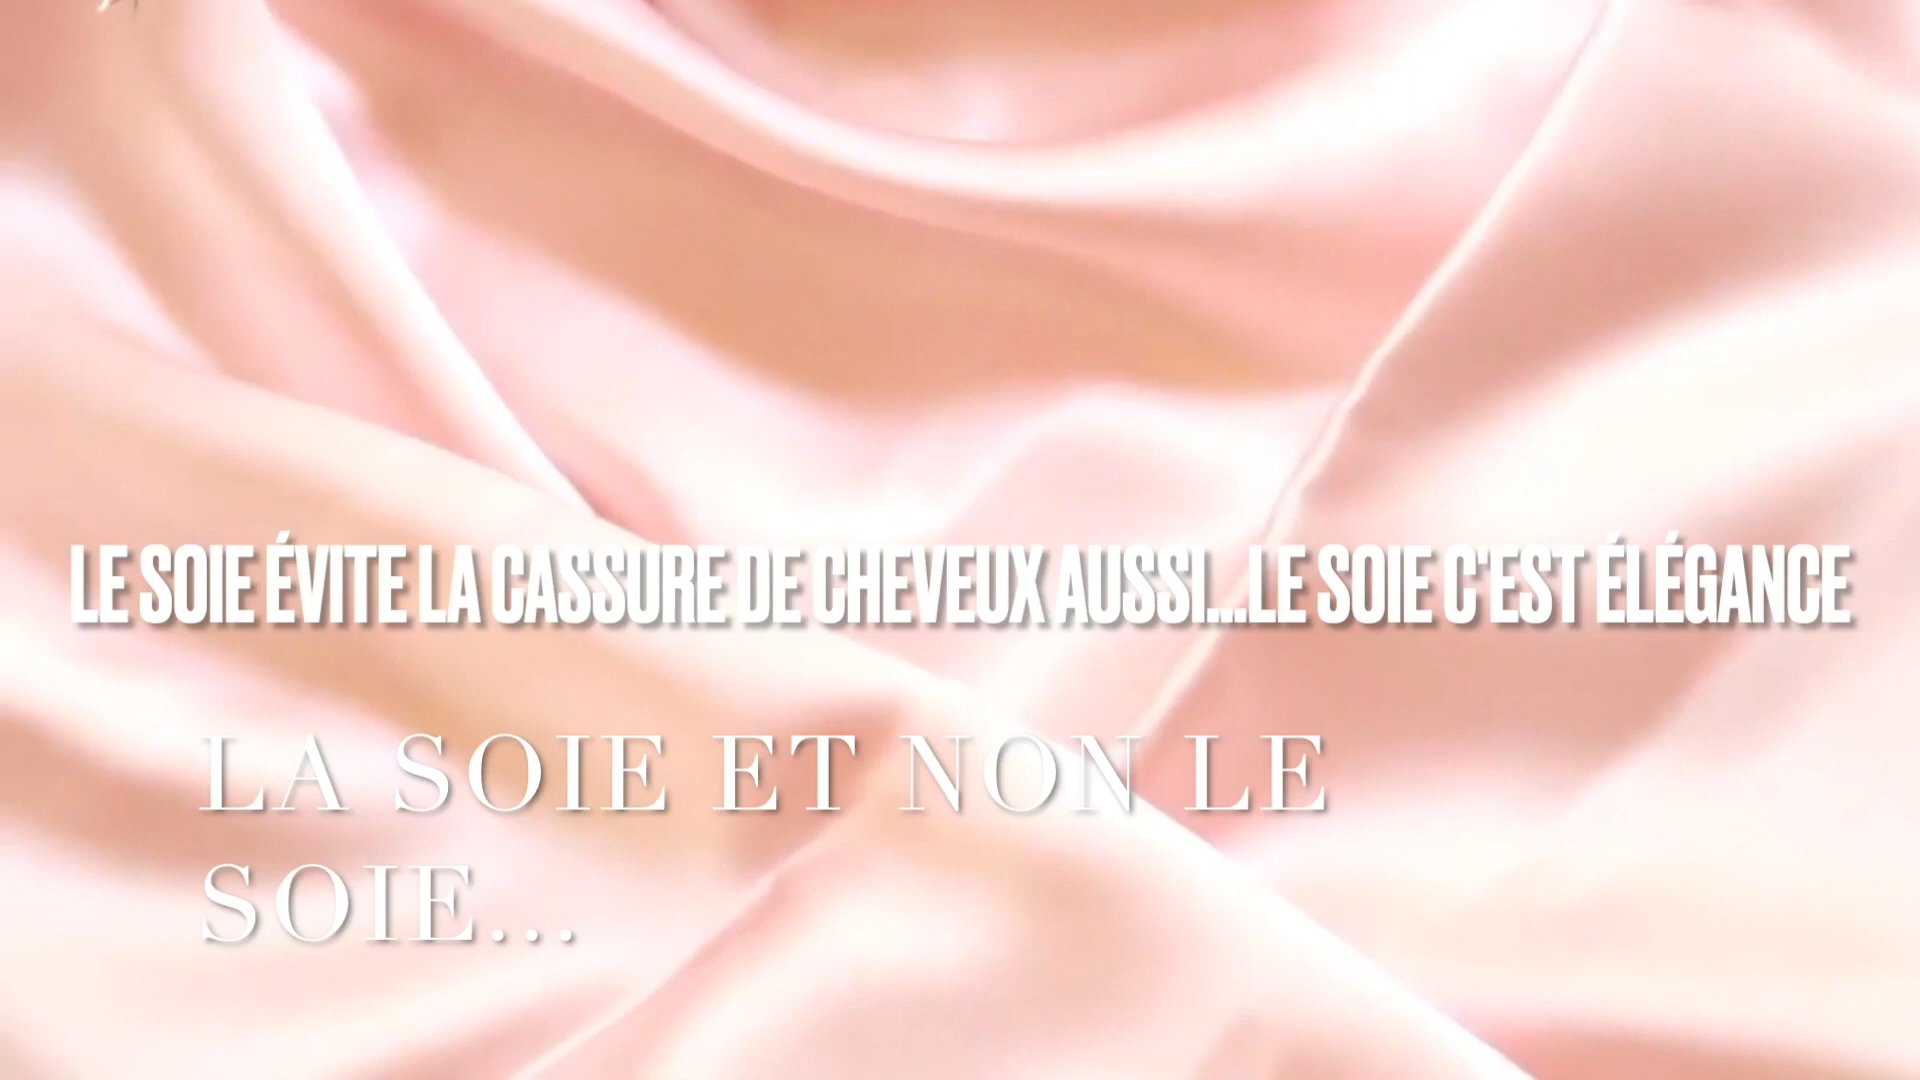 LE SOIE ÉVITE LA CASSURE DE CHEVEUX AUSSI...LE SOIE C'EST ÉLÉGANCE
LA SOIE ET NON LE
SOIE...